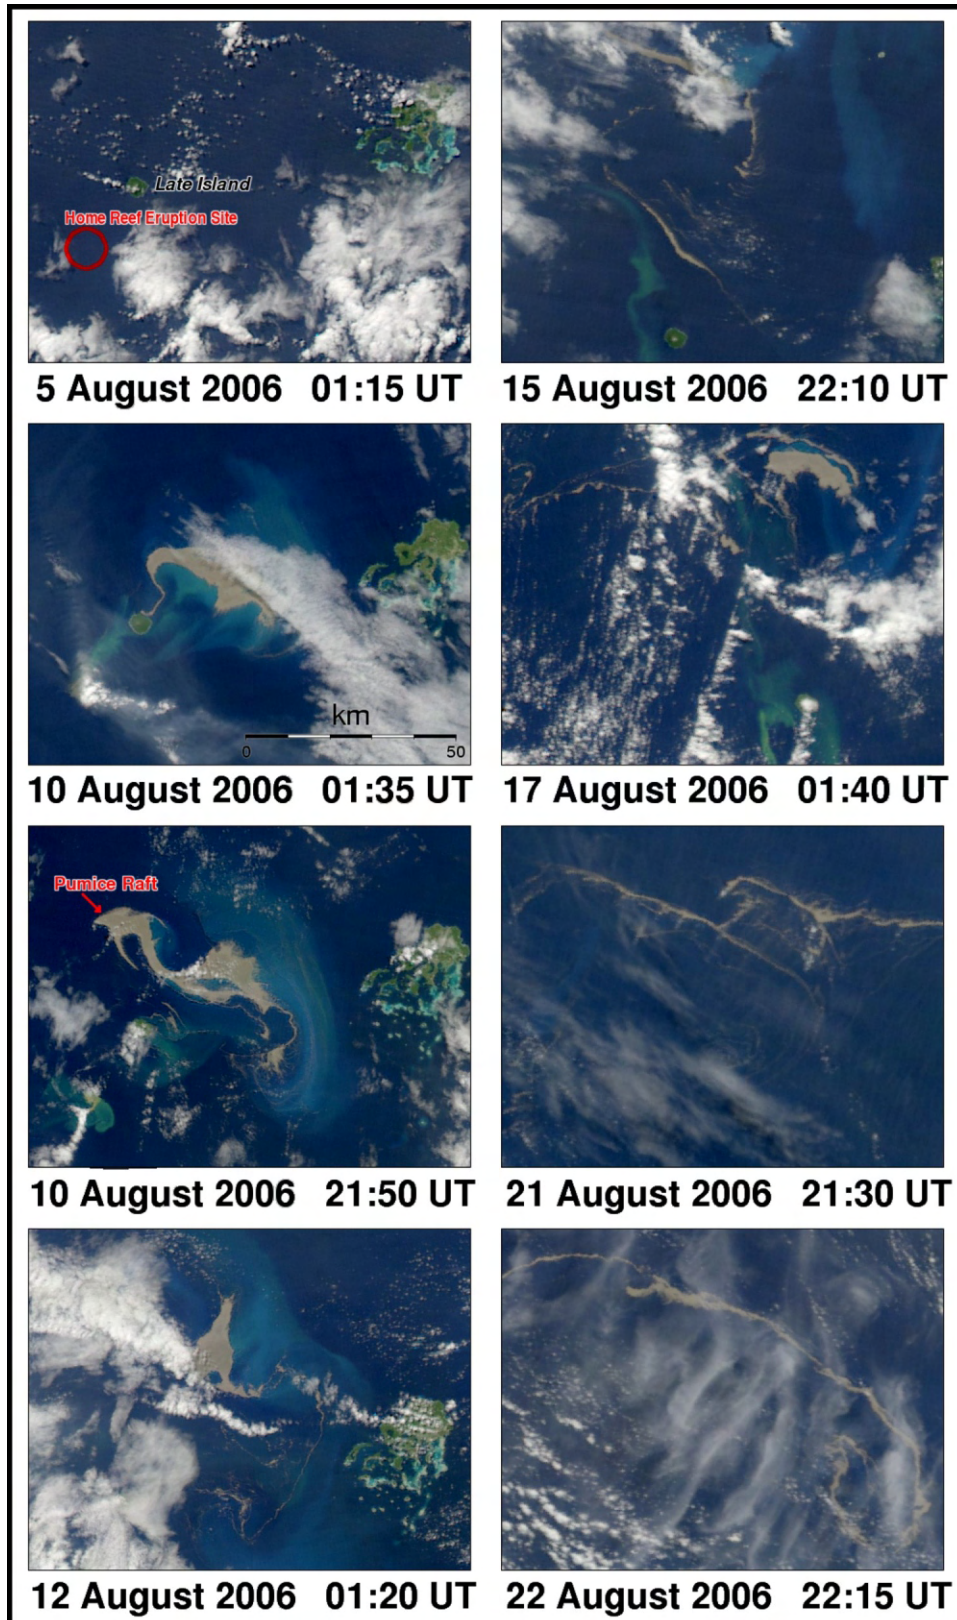 Late Island
Home Reef Eruption Site
5 August 2006 01:15 UT
15 August 2006 22:10 UT
km
0 50
10 August 2006 01:35 UT
17 August 2006 01:40 UT
Pumice Raft
10 August 2006 21:50 UT
21 August 2006 21:30 UT
12 August 2006 01:20 UT
22 August 2006 22:15 UT